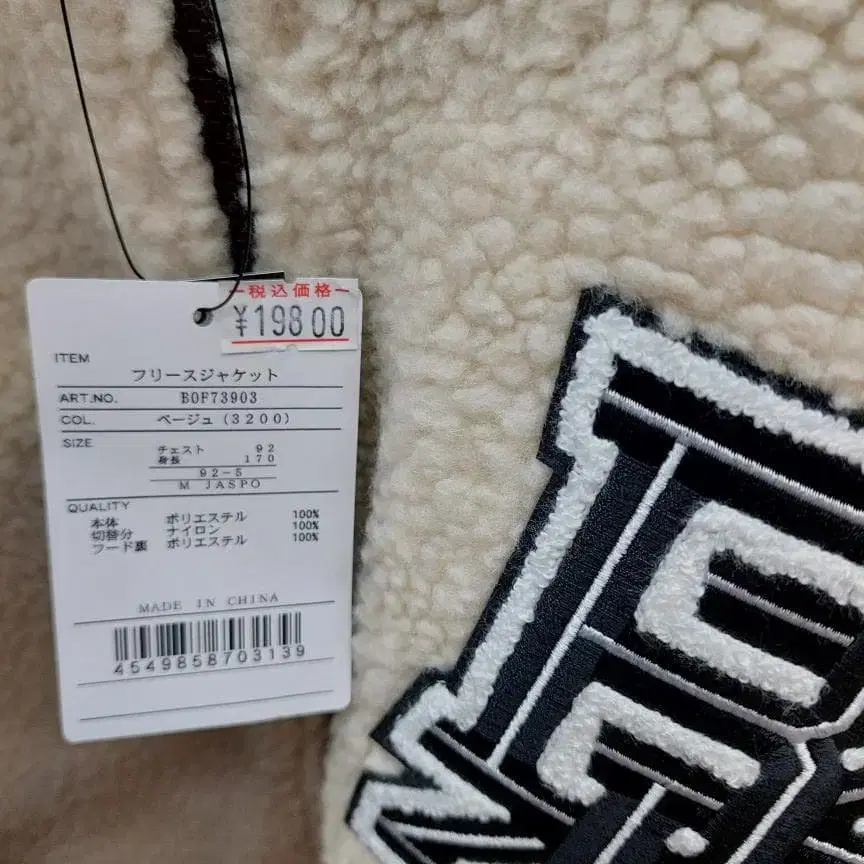 税込価格
¥19800
ITEM
フリースジャケット
ART.NO. B0F73903
COL. ベージュ(3200)
SIZE
チェスト 92
身長 170
92-5
M JASPO
QUALITY
本体 ポリエステル 100%
切替分 ナイロン 100%
フード裏 ポリエステル 100%
MADE IN CHINA
4549858703139